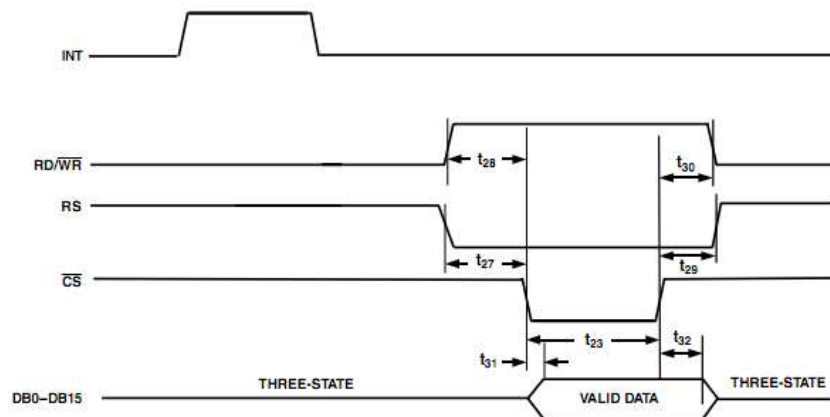 INT
RD/WR
t28
t30
RS
t27
t29
CS
t23
t32
t31
THREE-STATE
VALID DATA
THREE-STATE
DB0–DB15